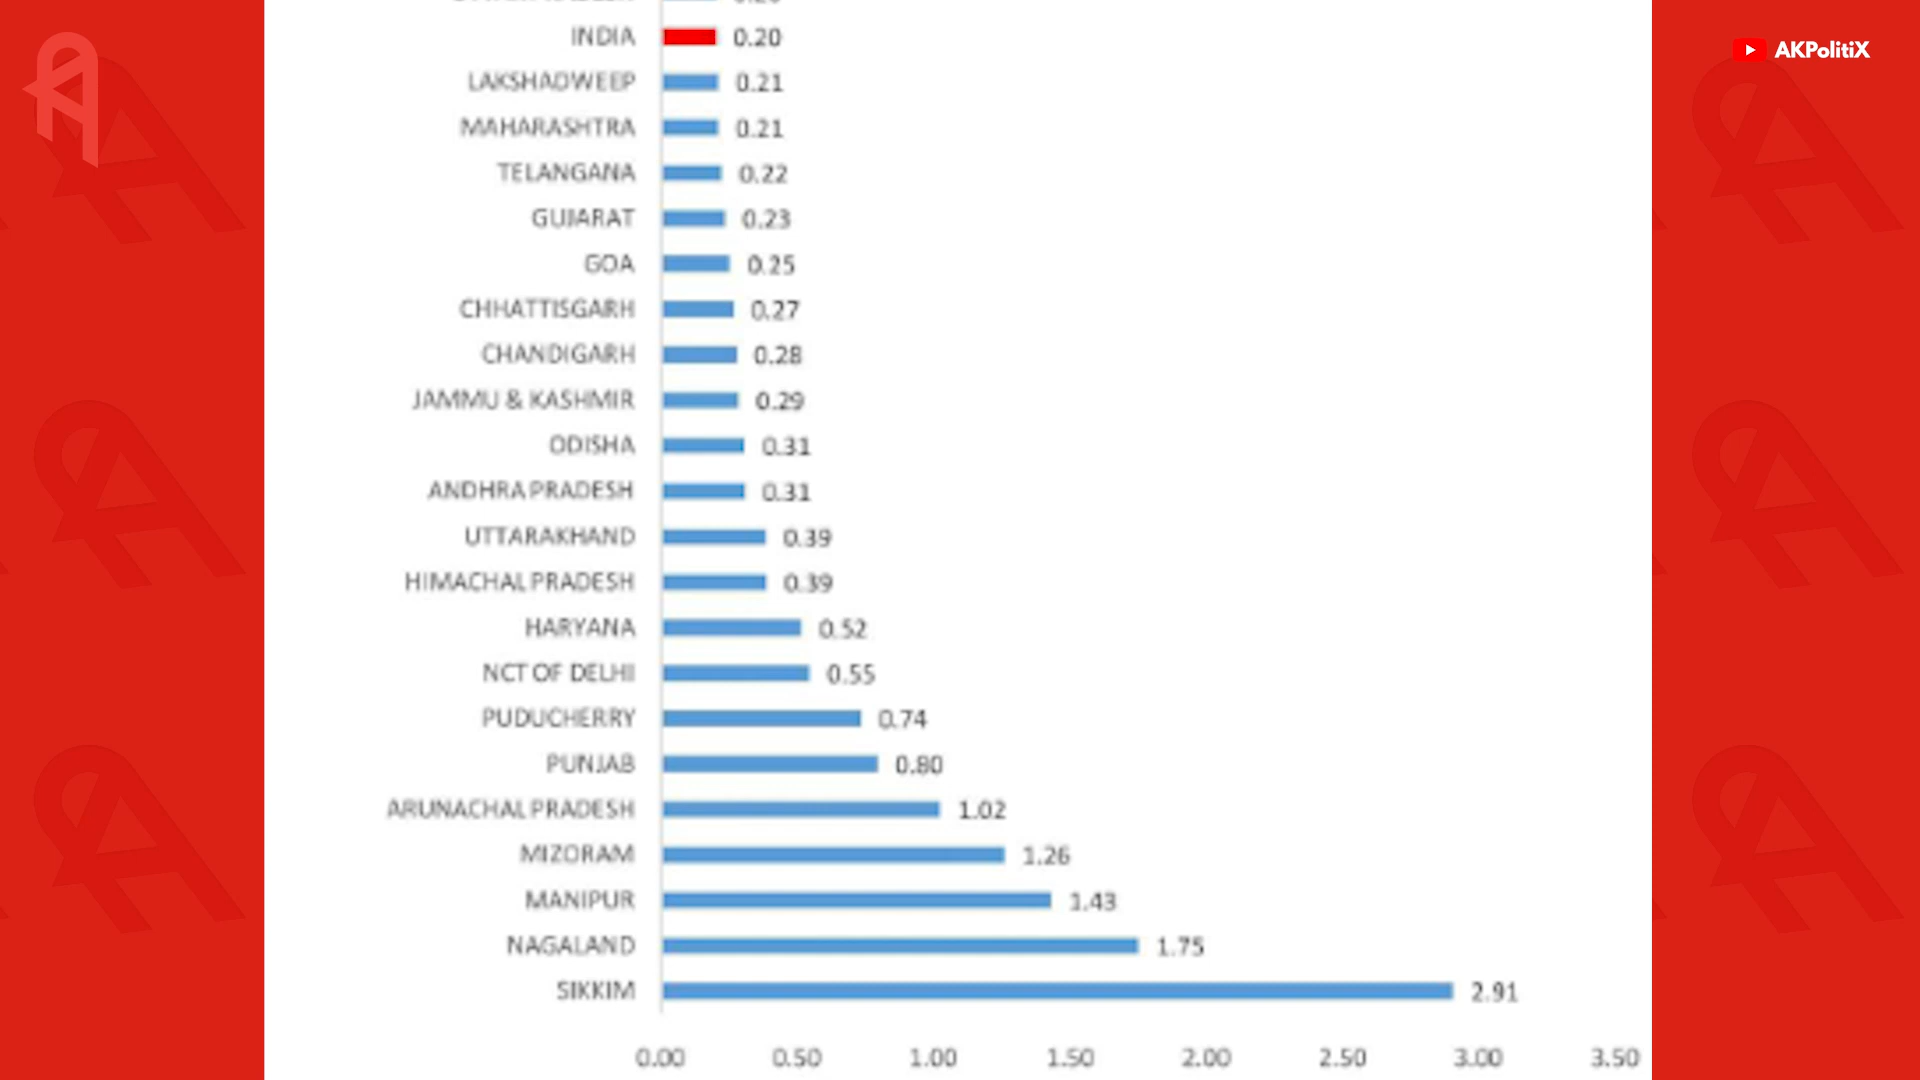 INDIA 0.20
LAKSHADWEEP 0.21
MAHARASHTRA 0.21
TELANGANA 0.22
GUJARAT 0.23
GOA 0.25
CHHATTISGARH 0.27
CHANDIGARH 0.28
JAMMU & KASHMIR 0.29
ODISHA 0.31
ANDHRA PRADESH 0.31
UTTARAKHAND 0.39
HIMACHAL PRADESH 0.39
HARYANA 0.52
NCT OF DELHI 0.55
PUDUCHERRY 0.74
PUNJAB 0.80
ARUNACHAL PRADESH 1.02
MIZORAM 1.26
MANIPUR 1.43
NAGALAND 1.75
SIKKIM 2.91
0.00 0.50 1.00 1.50 2.00 2.50 3.00 3.50
AKPolitiX